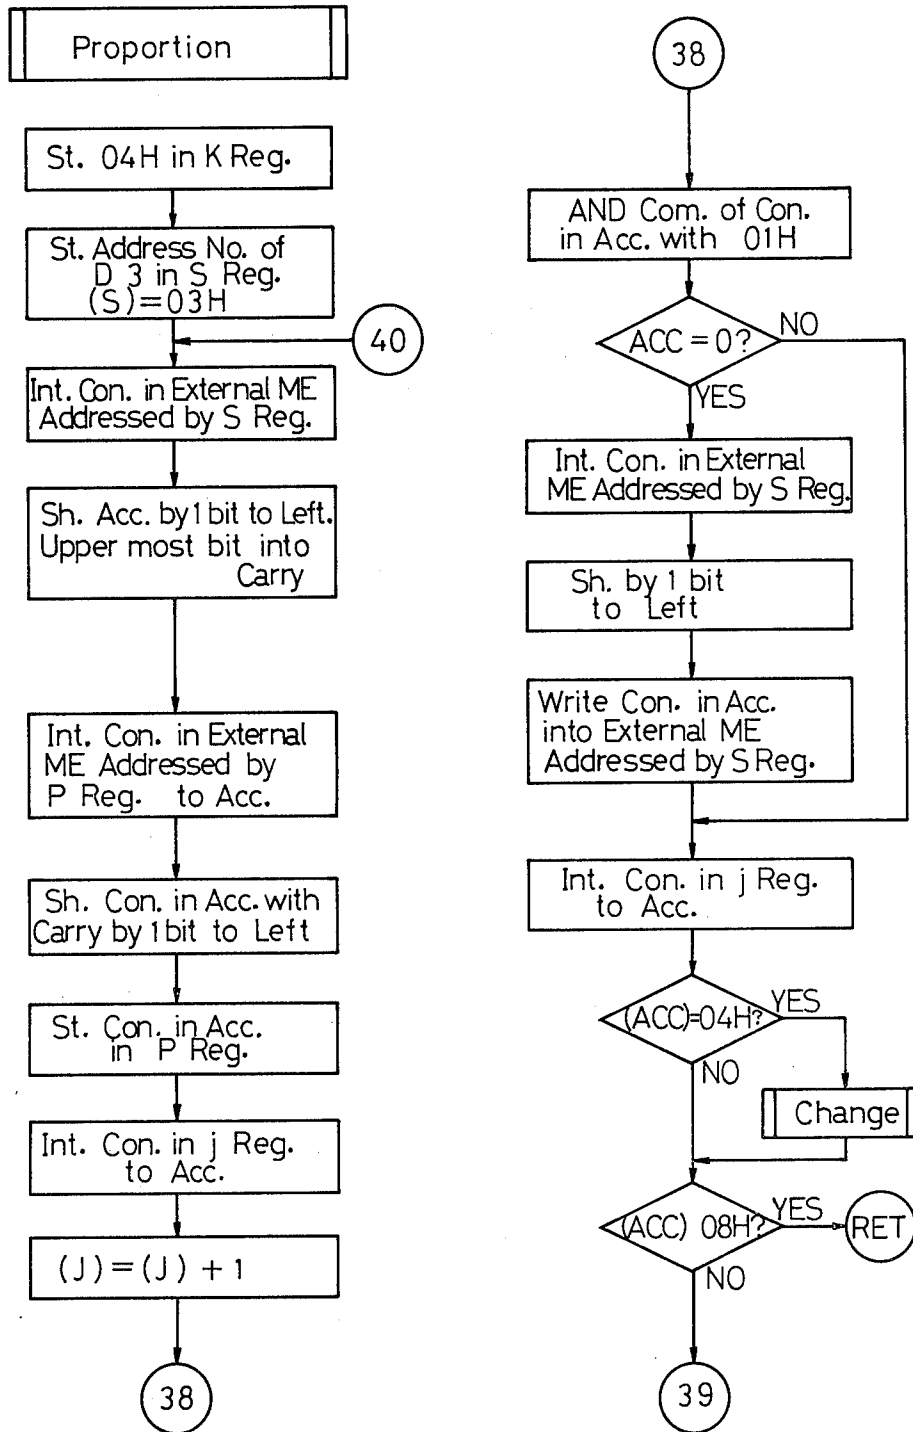 Proportion
St. 04H in K Reg.
St. Address No. of
D 3 in S Reg.
(S)=03H
40
Int. Con. in External ME
Addressed by S Reg.
Sh. Acc. by 1 bit to Left.
Upper most bit into
Carry
Int. Con. in External
ME Addressed by
P Reg. to Acc.
Sh. Con. in Acc. with
Carry by 1 bit to Left
St. Con. in Acc.
in P Reg.
Int. Con. in j Reg.
to Acc.
(J)=(J)+1
38
38
AND Com. of Con.
in Acc. with 01H
ACC = 0?
NO
YES
Int. Con. in External
ME Addressed by S Reg.
Sh. by 1 bit
to Left
Write Con. in Acc.
into External ME
Addressed by S Reg.
Int. Con. in j Reg.
to Acc.
(ACC)=04H?
YES
NO
Change
(ACC) 08H?
YES
RET
NO
39